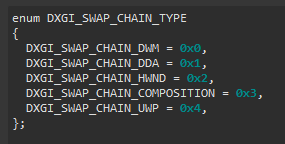 enum DXGI_SWAP_CHAIN_TYPE
{
  DXGI_SWAP_CHAIN_DWM = 0x0,
  DXGI_SWAP_CHAIN_DDA = 0x1,
  DXGI_SWAP_CHAIN_HWND = 0x2,
  DXGI_SWAP_CHAIN_COMPOSITION = 0x3,
  DXGI_SWAP_CHAIN_UWP = 0x4,
};